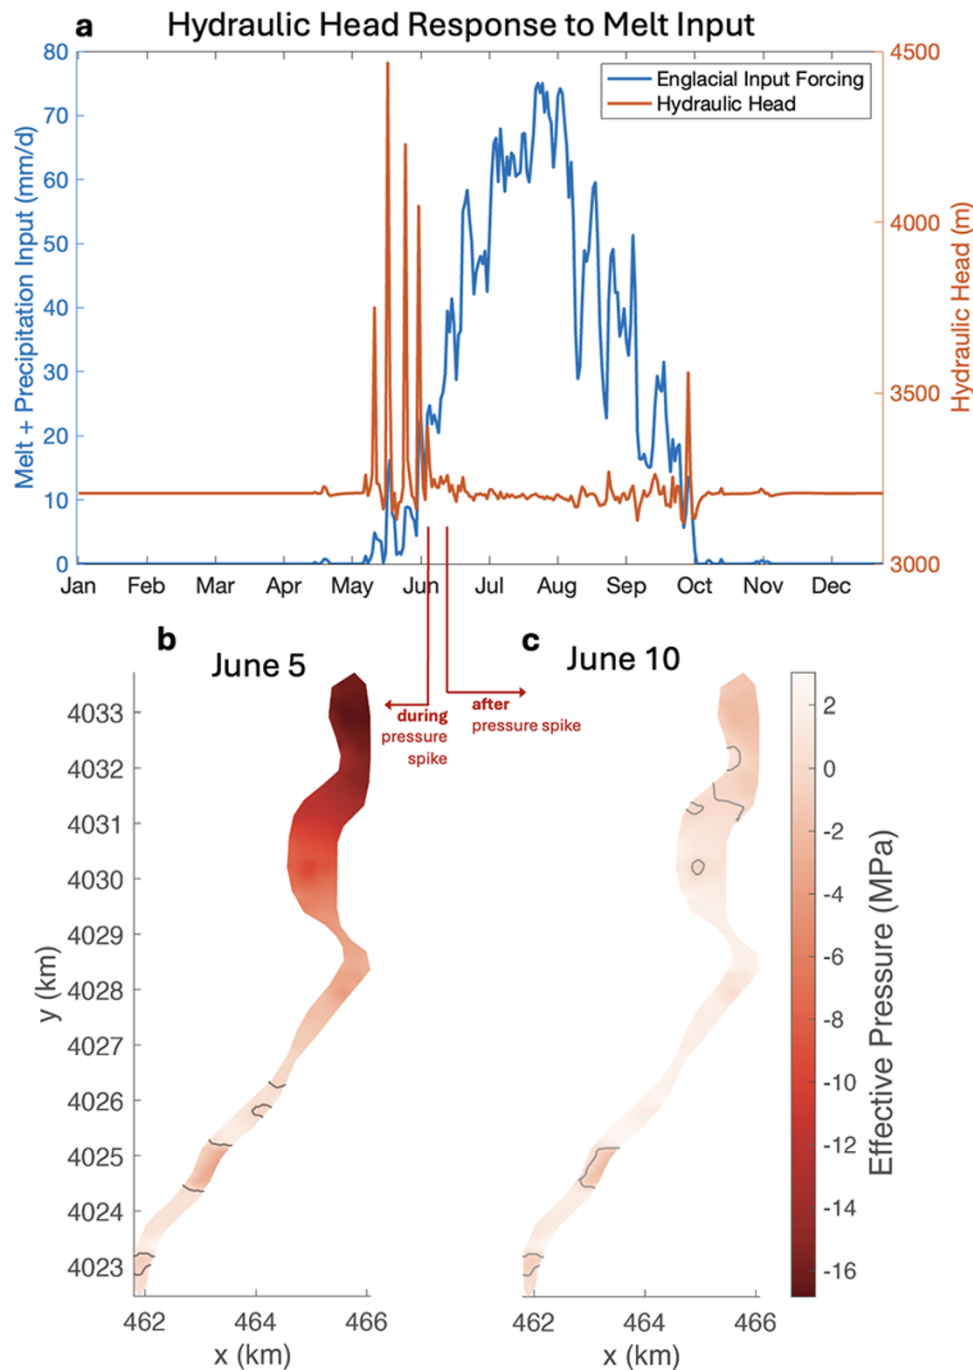 a Hydraulic Head Response to Melt Input
80
70
60
50
40
30
20
10
0
Melt + Precipitation Input (mm/d)
Englacial Input Forcing
Hydraulic Head
4500
4000
3500
3000
Hydraulic Head (m)
Jan Feb Mar Apr May Jun Jul Aug Sep Oct Nov Dec
b June 5
c June 10
during
pressure
spike
after
pressure spike
4033
4032
4031
4030
4029
4028
4027
4026
4025
4024
4023
y (km)
462 464 466
x (km)
462 464 466
x (km)
2
0
-2
-4
-6
-8
-10
-12
-14
-16
Effective Pressure (MPa)